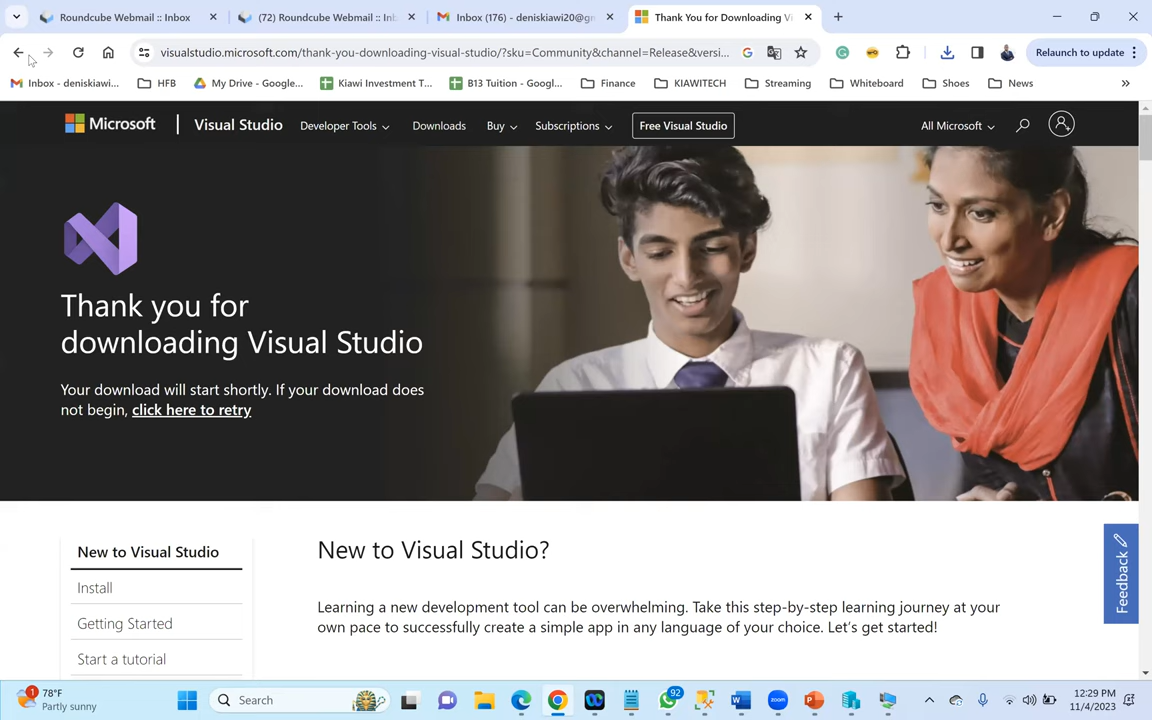 Roundcube Webmail :: Inbox
(72) Roundcube Webmail :: Inb
Inbox (176) - deniskiawi20@gm
Thank You for Downloading Vi
visualstudio.microsoft.com/thank-you-downloading-visual-studio/?sku=Community&channel=Release&versi...
Relaunch to update
Inbox - deniskiawi...
HFB
My Drive - Google...
Kiawi Investment T...
B13 Tuition - Googl...
Finance
KIAWITECH
Streaming
Whiteboard
Shoes
News
»
Microsoft
Visual Studio
Developer Tools
Downloads
Buy
Subscriptions
Free Visual Studio
All Microsoft
Thank you for
downloading Visual Studio
Your download will start shortly. If your download does
not begin, click here to retry
New to Visual Studio
Install
Getting Started
Start a tutorial
New to Visual Studio?
Learning a new development tool can be overwhelming. Take this step-by-step learning journey at your
own pace to successfully create a simple app in any language of your choice. Let's get started!
Feedback
1
78°F
Partly sunny
Search
92
zoom
12:29 PM
11/4/2023